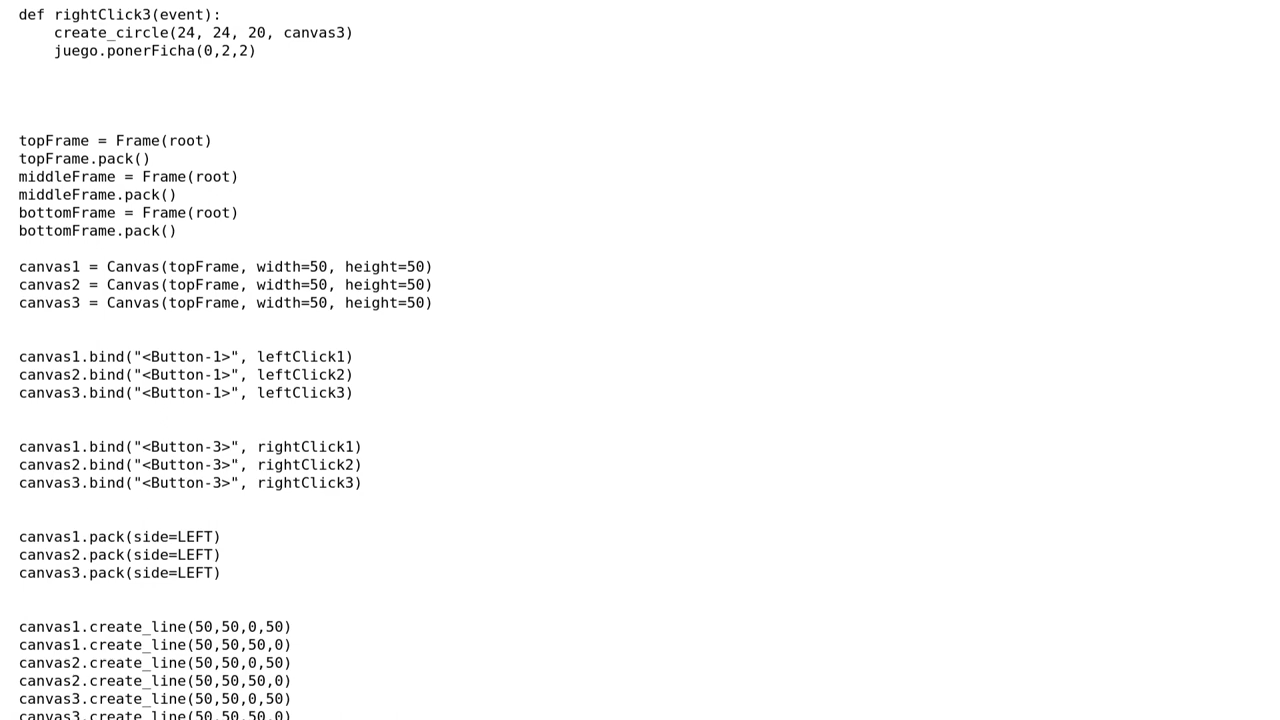 def rightClick3(event):
    create_circle(24, 24, 20, canvas3)
    juego.ponerFicha(0,2,2)
topFrame = Frame(root)
topFrame.pack()
middleFrame = Frame(root)
middleFrame.pack()
bottomFrame = Frame(root)
bottomFrame.pack()
canvas1 = Canvas(topFrame, width=50, height=50)
canvas2 = Canvas(topFrame, width=50, height=50)
canvas3 = Canvas(topFrame, width=50, height=50)
canvas1.bind("<Button-1>", leftClick1)
canvas2.bind("<Button-1>", leftClick2)
canvas3.bind("<Button-1>", leftClick3)
canvas1.bind("<Button-3>", rightClick1)
canvas2.bind("<Button-3>", rightClick2)
canvas3.bind("<Button-3>", rightClick3)
canvas1.pack(side=LEFT)
canvas2.pack(side=LEFT)
canvas3.pack(side=LEFT)
canvas1.create_line(50,50,0,50)
canvas1.create_line(50,50,50,0)
canvas2.create_line(50,50,0,50)
canvas2.create_line(50,50,50,0)
canvas3.create_line(50,50,0,50)
canvas3.create_line(50,50,50,0)